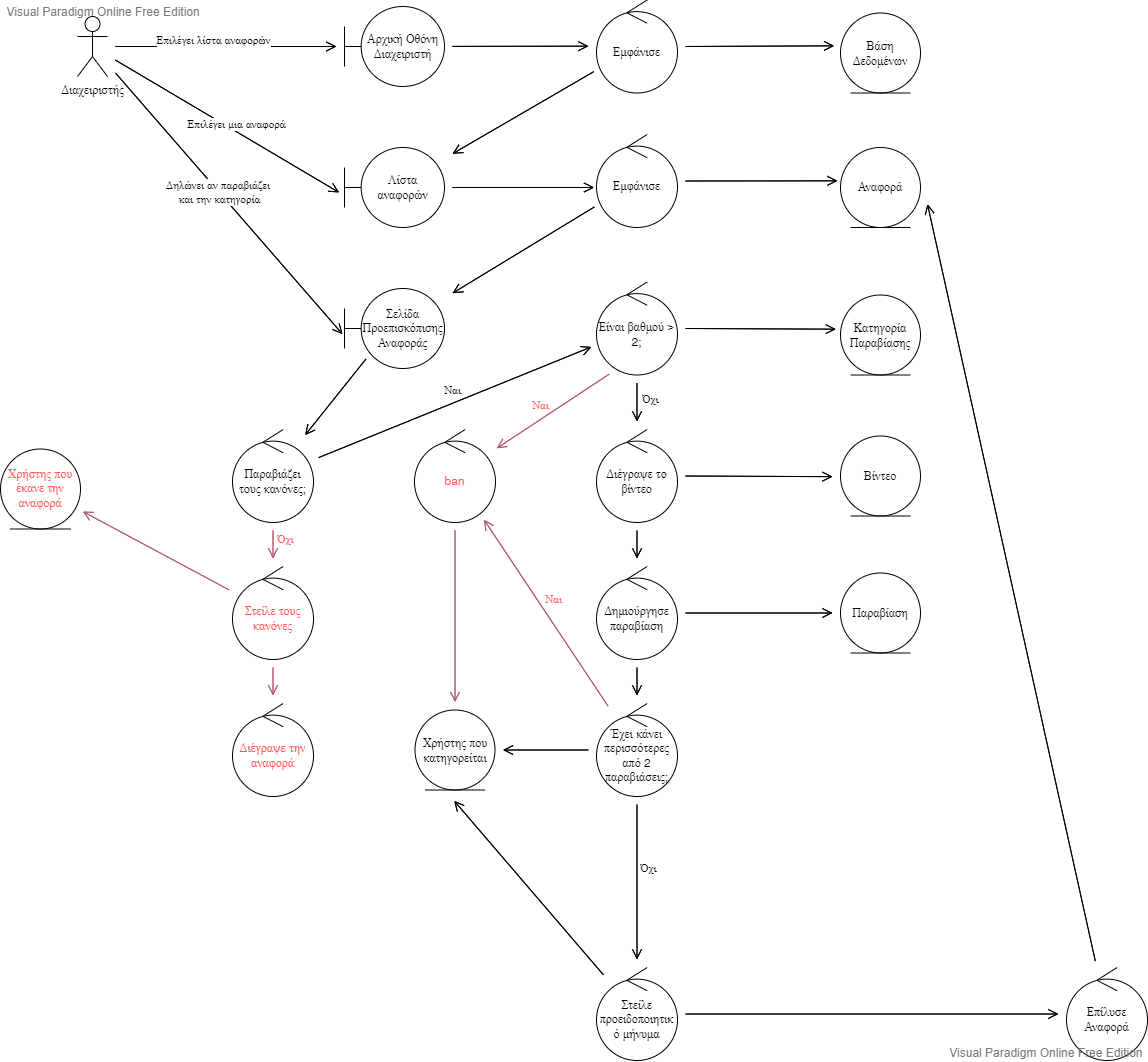 Visual Paradigm Online Free Edition
Διαχειριστής
Επιλέγει λίστα αναφορών
Αρχική Οθόνη
Διαχειριστή
Εμφάνισε
Βάση
Δεδομένων
Επιλέγει μια αναφορά
Δηλώνει αν παραβιάζει
και την κατηγορία
Λίστα
αναφορών
Εμφάνισε
Αναφορά
Σελίδα
Προεπισκόπισης
Αναφοράς
Είναι βαθμού >
2;
Κατηγορία
Παραβίασης
Ναι
Ναι
Όχι
Χρήστης που
έκανε την
αναφορά
Παραβιάζει
τους κανόνες;
ban
Διέγραψε το
βίντεο
Βίντεο
Όχι
Στείλε τους
κανόνες
Ναι
Δημιούργησε
παραβίαση
Παραβίαση
Διέγραψε την
αναφορά
Χρήστης που
κατηγορείται
Έχει κάνει
περισσότερες
από 2
παραβιάσεις;
Όχι
Στείλε
προειδοποιητικ
ό μήνυμα
Επίλυσε
Αναφορά
Visual Paradigm Online Free Edition